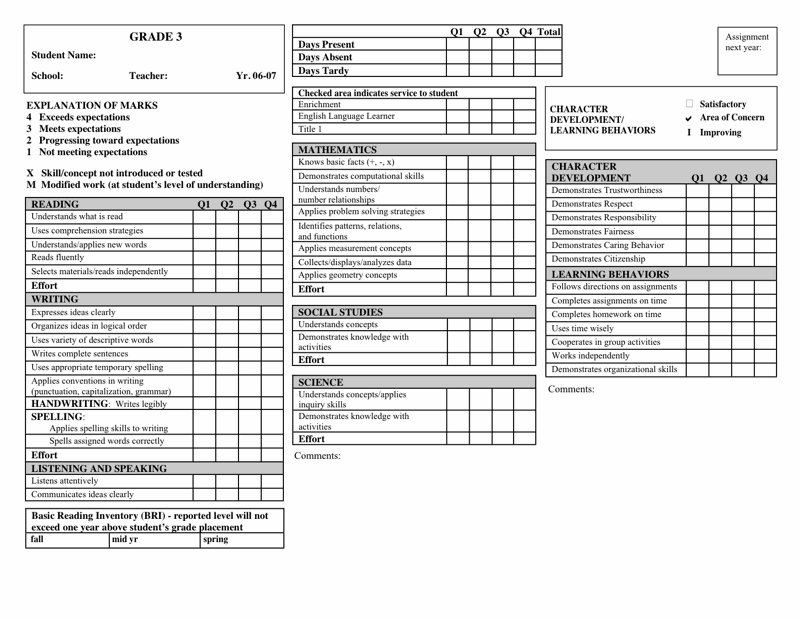 GRADE 3
Student Name:
School: Teacher: Yr. 06-07
EXPLANATION OF MARKS
4 Exceeds expectations
3 Meets expectations
2 Progressing toward expectations
1 Not meeting expectations
X Skill/concept not introduced or tested
M Modified work (at student's level of understanding)
READING Q1 Q2 Q3 Q4
Understands what is read
Uses comprehension strategies
Understands/applies new words
Reads fluently
Selects materials/reads independently
Effort
WRITING
Expresses ideas clearly
Organizes ideas in logical order
Uses variety of descriptive words
Writes complete sentences
Uses appropriate temporary spelling
Applies conventions in writing
(punctuation, capitalization, grammar)
HANDWRITING: Writes legibly
SPELLING:
Applies spelling skills to writing
Spells assigned words correctly
Effort
LISTENING AND SPEAKING
Listens attentively
Communicates ideas clearly
Basic Reading Inventory (BRI) - reported level will not
exceed one year above student's grade placement
fall mid yr spring
Q1 Q2 Q3 Q4 Total
Days Present
Days Absent
Days Tardy
Checked area indicates service to student
Enrichment
English Language Learner
Title 1
MATHEMATICS
Knows basic facts (+, -, x)
Demonstrates computational skills
Understands numbers/
number relationships
Applies problem solving strategies
Identifies patterns, relations,
and functions
Applies measurement concepts
Collects/displays/analyzes data
Applies geometry concepts
Effort
SOCIAL STUDIES
Understands concepts
Demonstrates knowledge with
activities
Effort
SCIENCE
Understands concepts/applies
inquiry skills
Demonstrates knowledge with
activities
Effort
Comments:
Assignment
next year:
CHARACTER
DEVELOPMENT/
LEARNING BEHAVIORS
☐ Satisfactory
✔ Area of Concern
I Improving
CHARACTER
DEVELOPMENT Q1 Q2 Q3 Q4
Demonstrates Trustworthiness
Demonstrates Respect
Demonstrates Responsibility
Demonstrates Fairness
Demonstrates Caring Behavior
Demonstrates Citizenship
LEARNING BEHAVIORS
Follows directions on assignments
Completes assignments on time
Completes homework on time
Uses time wisely
Cooperates in group activities
Works independently
Demonstrates organizational skills
Comments: